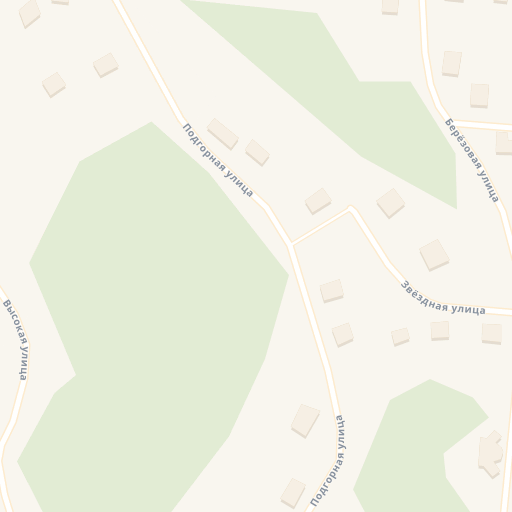 Подгорная улица
Берёзовая улица
Звёздная улица
Высокая улица
Подгорная улица